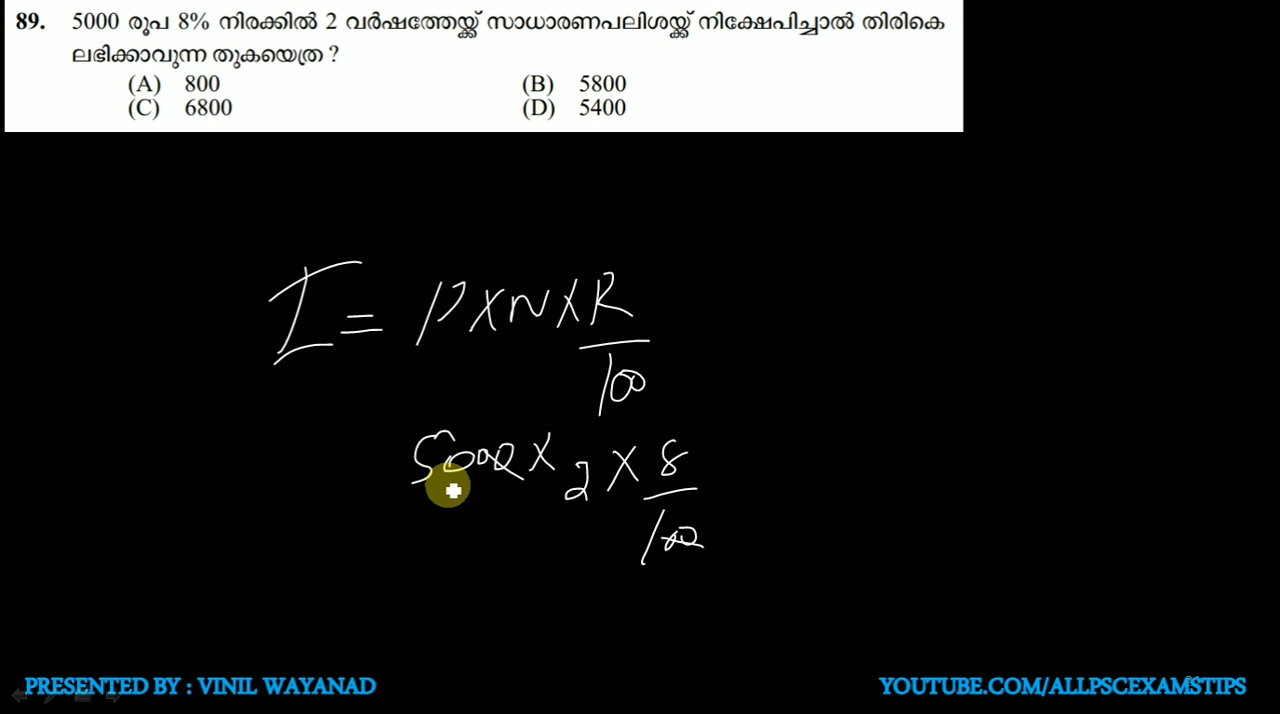 89. 5000 രൂപ 8% നിരക്കിൽ 2 വർഷത്തേയ്ക്ക് സാധാരണപലിശയ്ക്ക് നിക്ഷേപിച്ചാൽ തിരികെ
ലഭിക്കാവുന്ന തുകയെത്ര ?
(A) 800 (B) 5800
(C) 6800 (D) 5400
I = P x N x R
100
5000 x 2 x 8
100
PRESENTED BY : VINIL WAYANAD YOUTUBE.COM/ALLPSCEXAMSTIPS